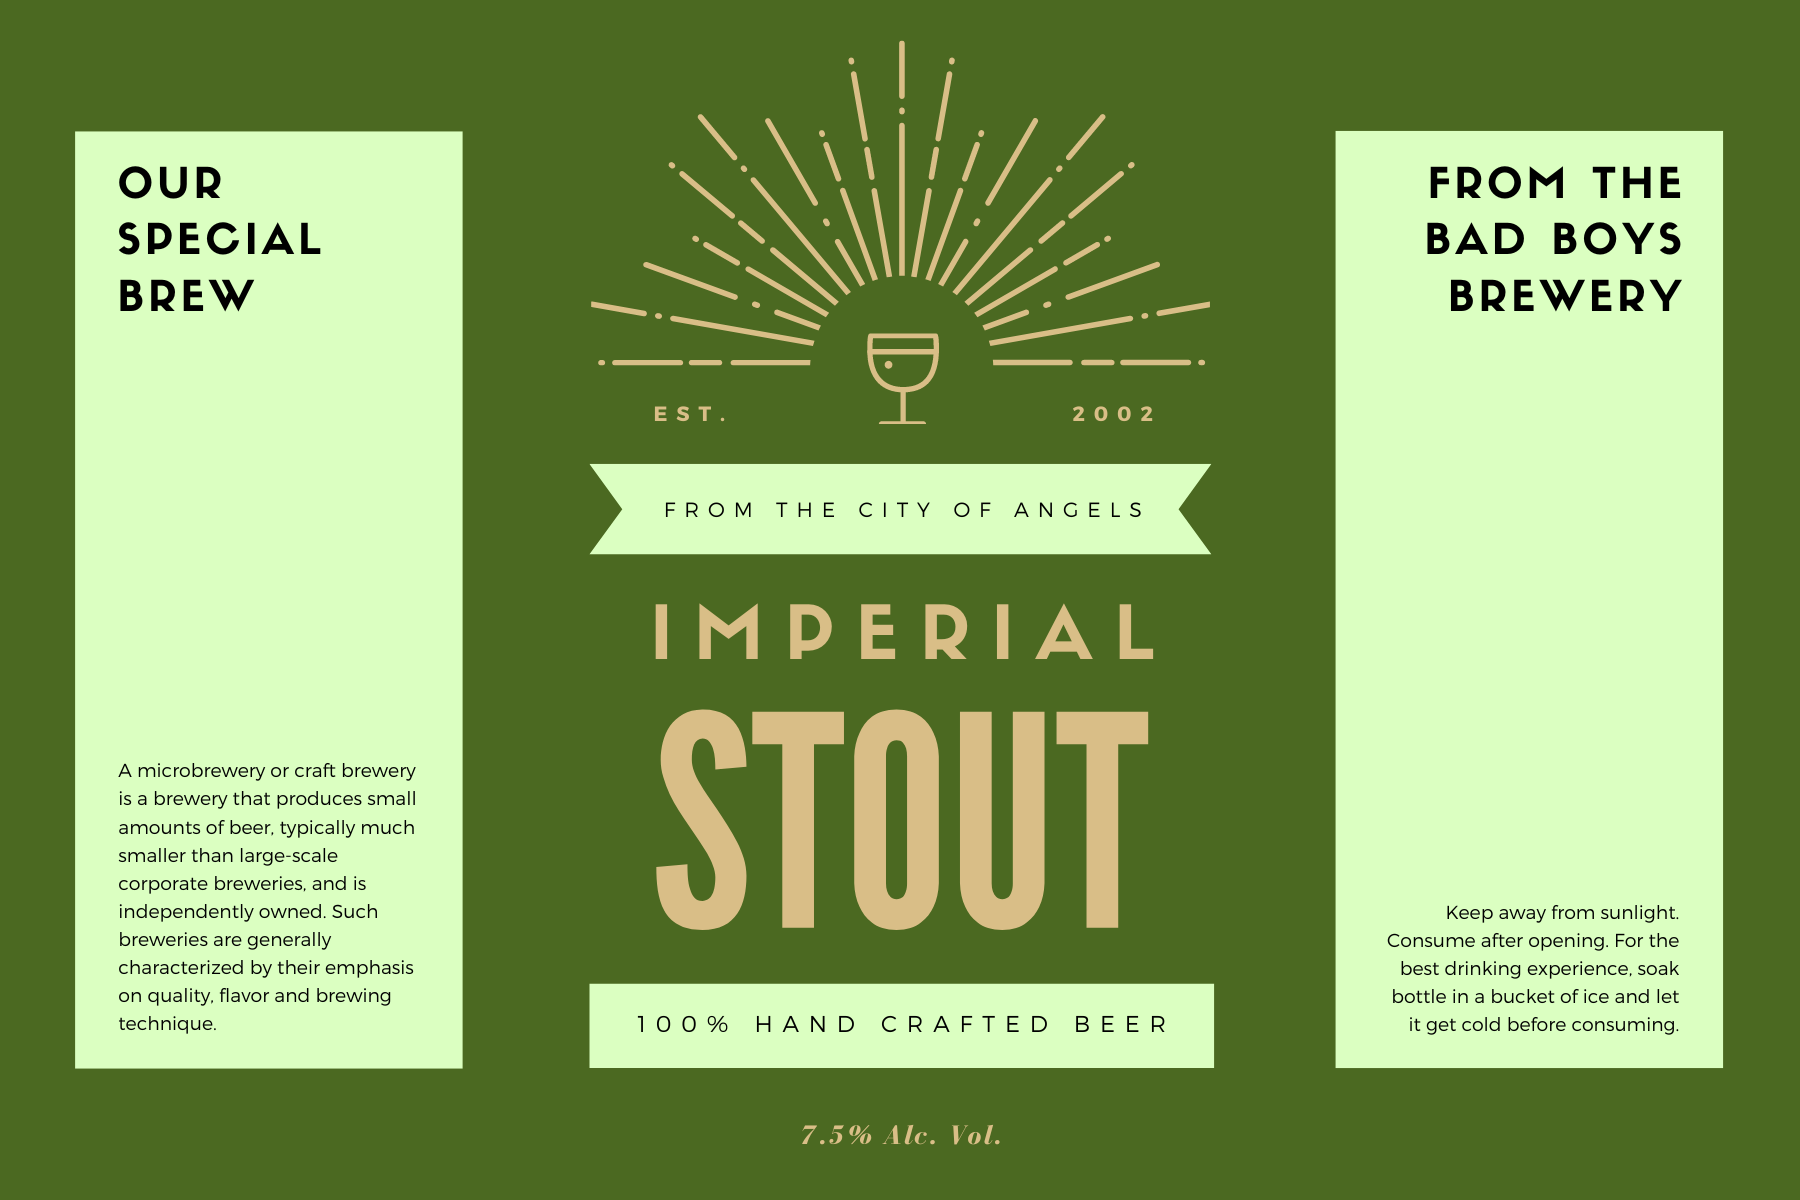 OUR
SPECIAL
BREW
A microbrewery or craft brewery
is a brewery that produces small
amounts of beer, typically much
smaller than large-scale
corporate breweries, and is
independently owned. Such
breweries are generally
characterized by their emphasis
on quality, flavor and brewing
technique.
EST. 2002
FROM THE CITY OF ANGELS
IMPERIAL
STOUT
100% HAND CRAFTED BEER
7.5% Alc. Vol.
FROM THE
BAD BOYS
BREWERY
Keep away from sunlight.
Consume after opening. For the
best drinking experience, soak
bottle in a bucket of ice and let
it get cold before consuming.